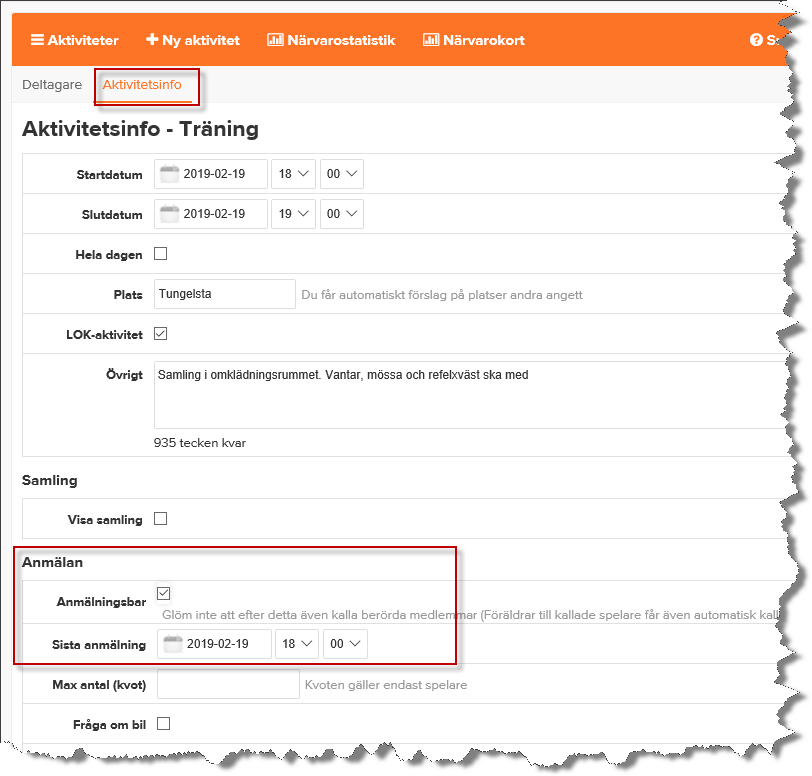 Aktiviteter Ny aktivitet Närvarostatistik Närvarokort
Deltagare Aktivitetsinfo
Aktivitetsinfo - Träning
Startdatum 2019-02-19 18 00
Slutdatum 2019-02-19 19 00
Hela dagen
Plats Tungelsta Du får automatiskt förslag på platser andra angett
LOK-aktivitet
Övrigt Samling i omklädningsrummet. Vantar, mössa och refelxväst ska med
935 tecken kvar
Samling
Visa samling
Anmälan
Anmälningsbar
Glöm inte att efter detta även kalla berörda medlemmar (Föräldrar till kallade spelare får även automatisk kall
Sista anmälning 2019-02-19 18 00
Max antal (kvot) Kvoten gäller endast spelare
Fråga om bil